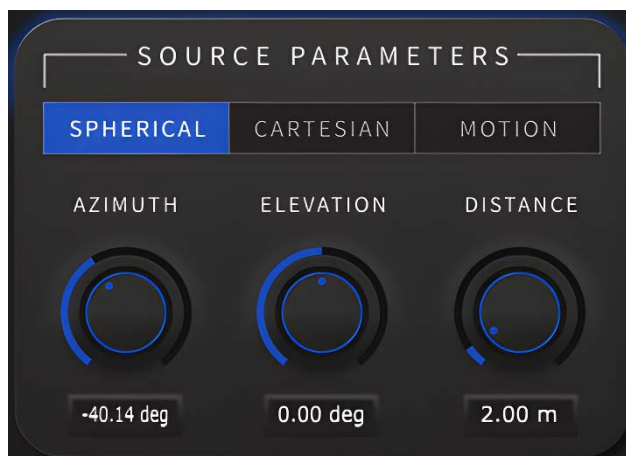 SOURCE PARAMETERS
SPHERICAL CARTESIAN MOTION
AZIMUTH ELEVATION DISTANCE
-40.14 deg 0.00 deg 2.00 m